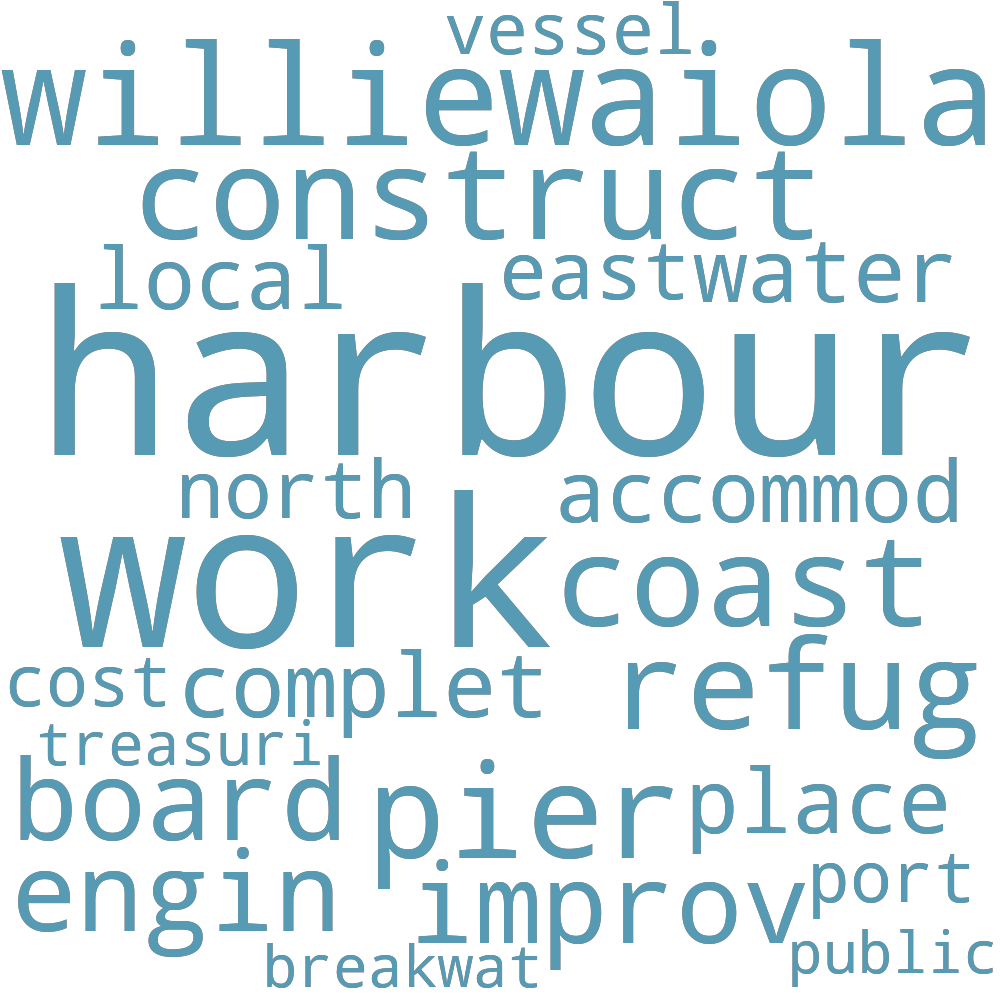 vessel
williewaiola
construct
local eastwater
harbour
north accommod
work coast
cost complet refug
treasuri
board pier place
engin improv port
breakwat public